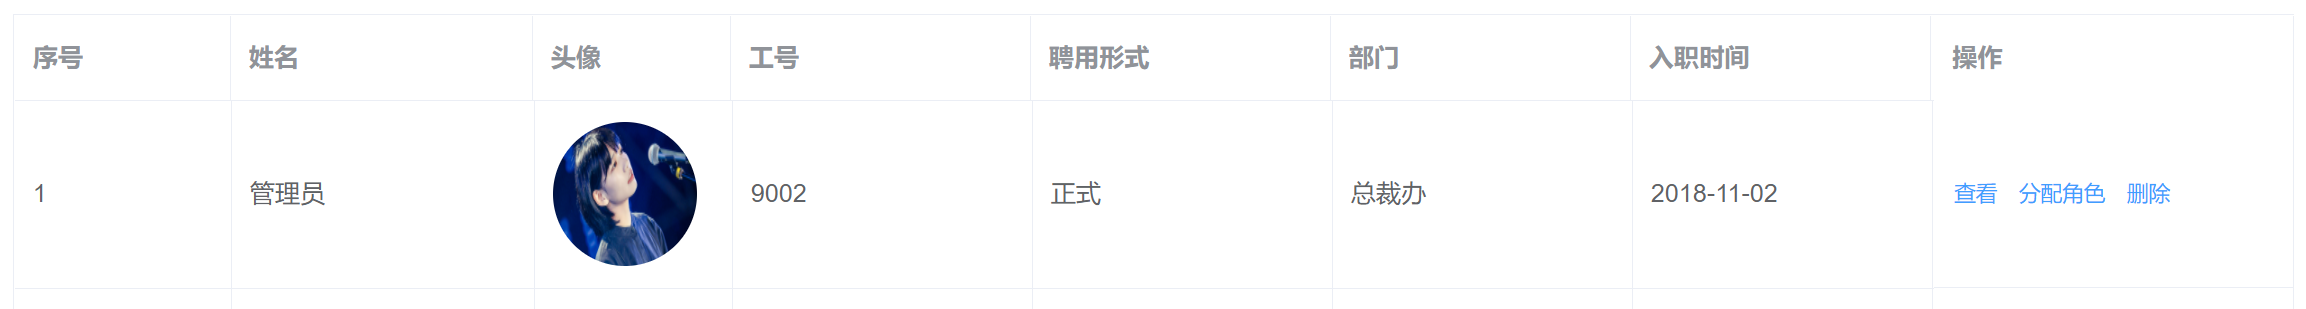 序号 姓名 头像 工号 聘用形式 部门 入职时间 操作
1 管理员 9002 正式 总裁办 2018-11-02 查看 分配角色 删除